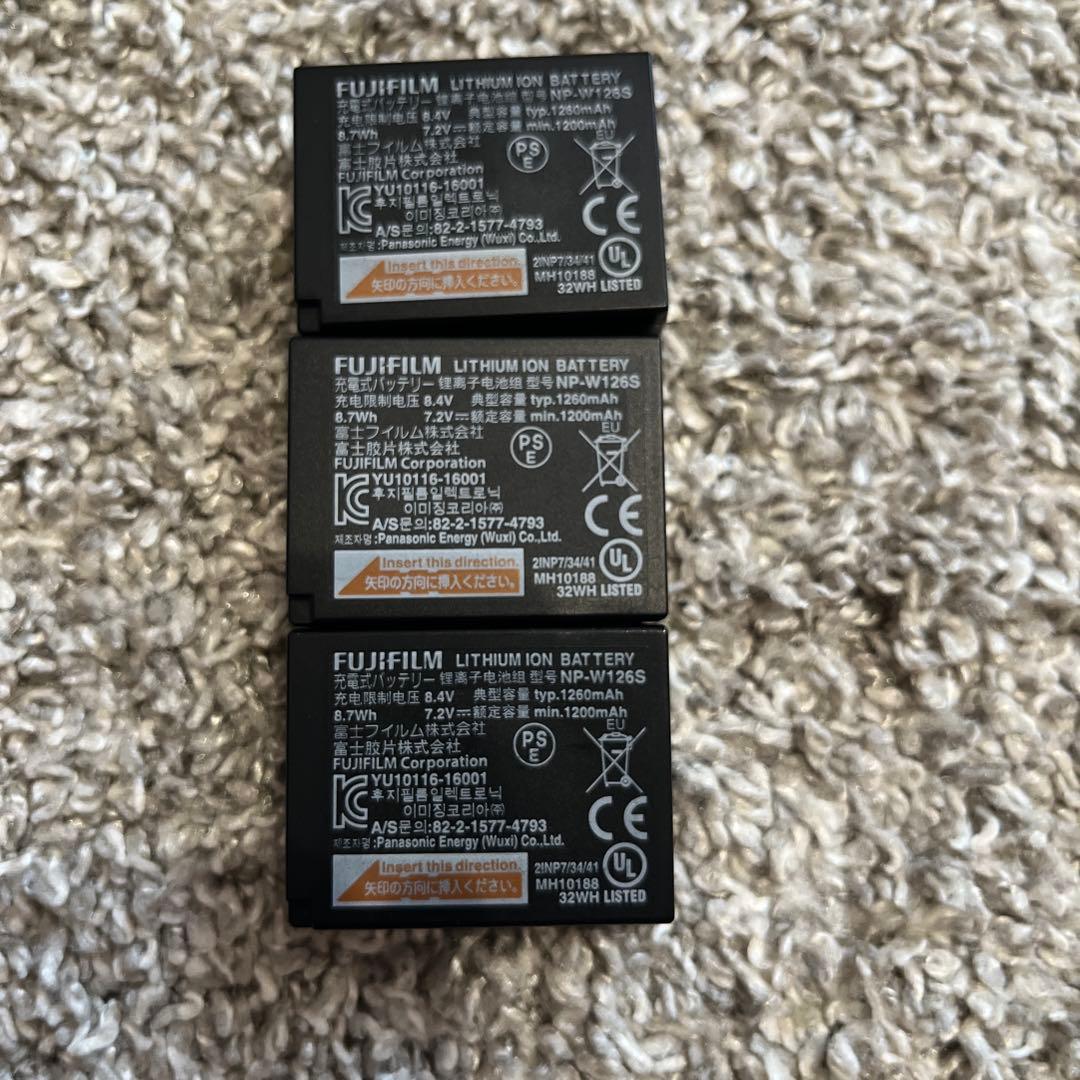 FUJIFILM LITHIUM ION BATTERY
充電式バッテリー 锂离子电池组 型号 NP-W126S
充电限制电压 8.4V 典型容量 typ.1260mAh
8.7Wh 7.2V⎓额定容量 min.1200mAh
富士フイルム株式会社
富士胶片株式会社
FUJIFILM Corporation
YU10116-16001
후지필름일렉트로닉
이미징코리아㈜
A/S문의:82-2-1577-4793
제조자명:Panasonic Energy (Wuxi) Co.,Ltd.
Insert this direction.
矢印の方向に挿入ください。
PS
E
EU
CE
UL
2INP7/34/41
MH10188
32WH LISTED
FUJIFILM LITHIUM ION BATTERY
充電式バッテリー 锂离子电池组 型号 NP-W126S
充电限制电压 8.4V 典型容量 typ.1260mAh
8.7Wh 7.2V⎓额定容量 min.1200mAh
富士フイルム株式会社
富士胶片株式会社
FUJIFILM Corporation
YU10116-16001
후지필름일렉트로닉
이미징코리아㈜
A/S문의:82-2-1577-4793
제조자명:Panasonic Energy (Wuxi) Co.,Ltd.
Insert this direction.
矢印の方向に挿入ください。
PS
E
EU
CE
UL
2INP7/34/41
MH10188
32WH LISTED
FUJIFILM LITHIUM ION BATTERY
充電式バッテリー 锂离子电池组 型号 NP-W126S
充电限制电压 8.4V 典型容量 typ.1260mAh
8.7Wh 7.2V⎓额定容量 min.1200mAh
富士フイルム株式会社
富士胶片株式会社
FUJIFILM Corporation
YU10116-16001
후지필름일렉트로닉
이미징코리아㈜
A/S문의:82-2-1577-4793
제조자명:Panasonic Energy (Wuxi) Co.,Ltd.
Insert this direction.
矢印の方向に挿入ください。
PS
E
EU
CE
UL
2INP7/34/41
MH10188
32WH LISTED